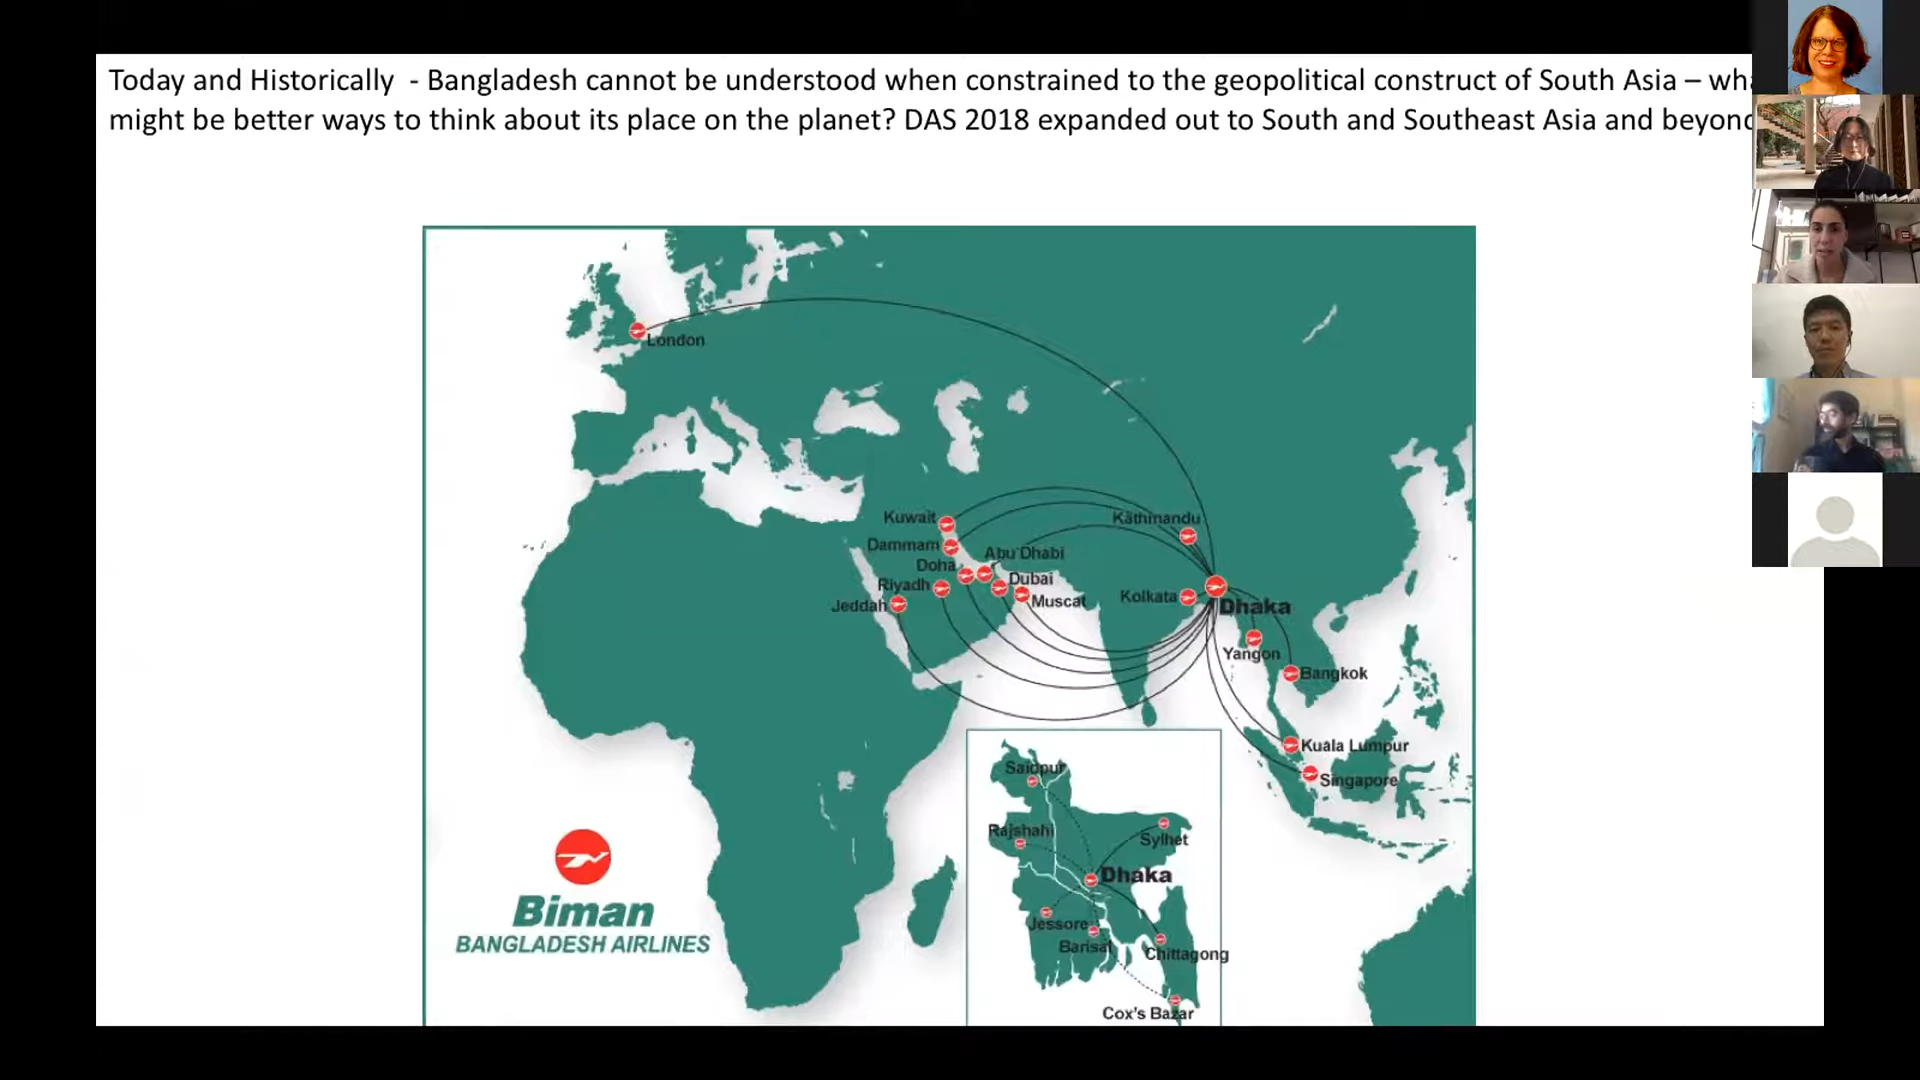 Today and Historically - Bangladesh cannot be understood when constrained to the geopolitical construct of South Asia –
might be better ways to think about its place on the planet? DAS 2018 expanded out to South and Southeast Asia and
London
Kuwait
Kathmandu
Dammam
Abu Dhabi
Doha
Dubai
Riyadh
Kolkata
Muscat
Jeddah
Dhaka
Yangon
Bangkok
Kuala Lumpur
Singapore
Saidpur
Rajshahi
Sylhet
Dhaka
Jessore
Barisal
Chittagong
Cox's Bazar
Biman
BANGLADESH AIRLINES